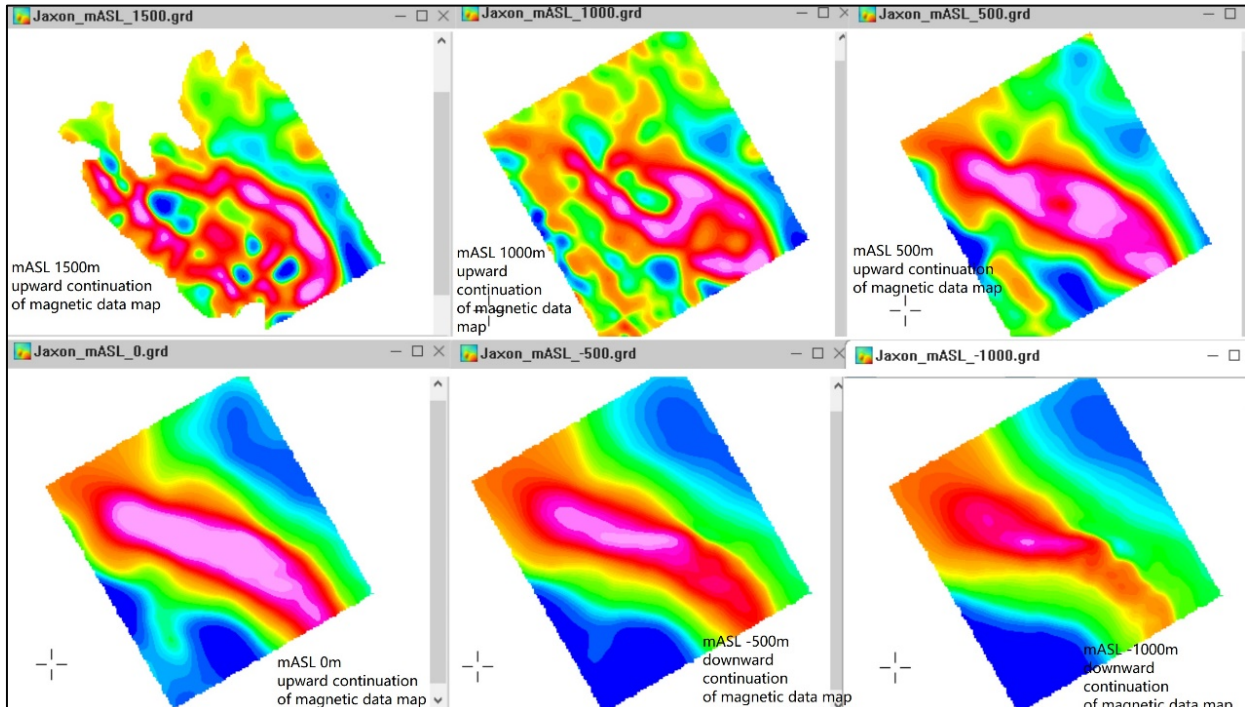 Jaxon_mASL_1500.grd
Jaxon_mASL_1000.grd
Jaxon_mASL_500.grd
mASL 1500m
upward continuation
of magnetic data map
mASL 1000m
upward
continuation
of magnetic data
map
mASL 500m
upward continuation
of magnetic data map
Jaxon_mASL_0.grd
Jaxon_mASL_-500.grd
Jaxon_mASL_-1000.grd
mASL 0m
upward continuation
of magnetic data map
mASL -500m
downward
continuation
of magnetic data map
mASL -1000m
downward
continuation
of magnetic data map